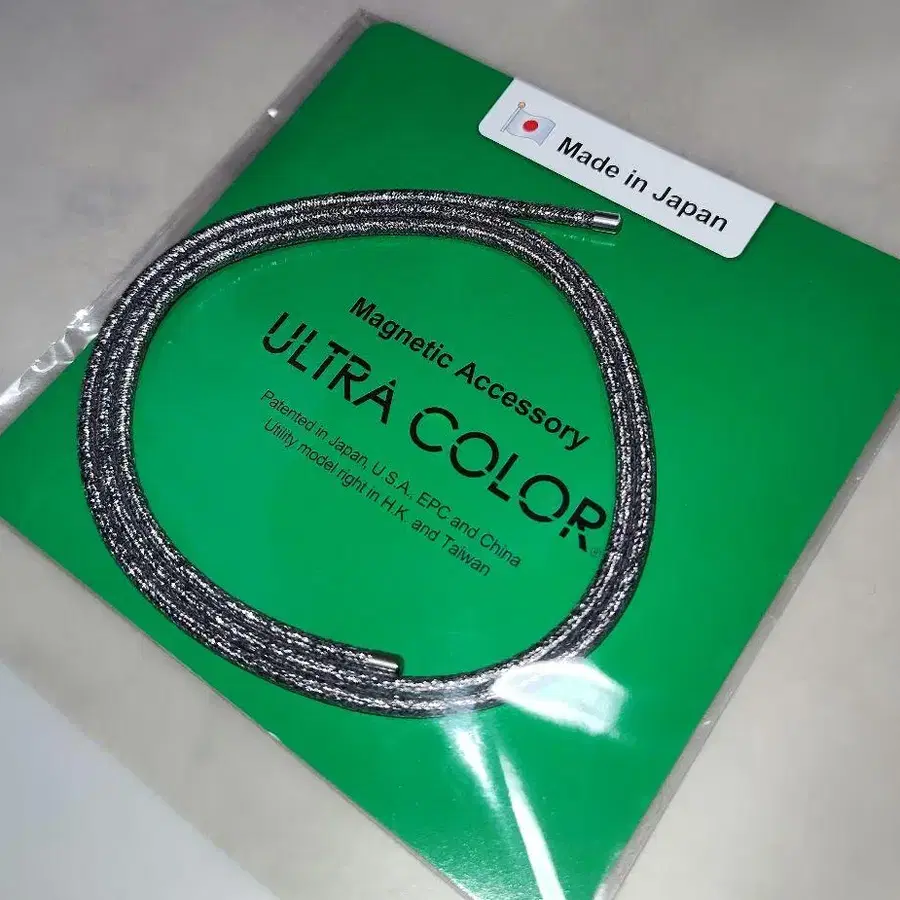 Made in Japan
Magnetic Accessory
ULTRA COLOR®
Patented in Japan, U.S.A., EPC and China
Utility model right in H.K. and Taiwan